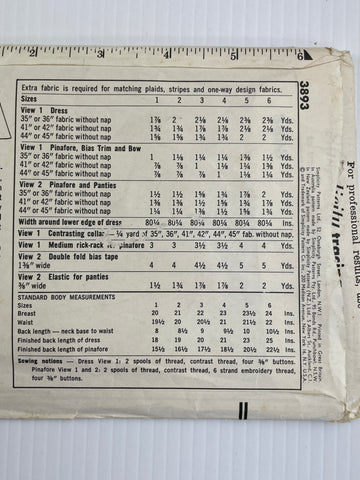 2 3 4 5 6
Extra fabric is required for matching plaids, stripes and one-way design fabrics.
Sizes 1 2 3 4 5 6
View 1 Dress
35" or 36" fabric without nap 1⅞ 2 2⅛ 2⅛ 2⅜ 2⅜ Yds.
41" or 42" fabric without nap 1¾ 1¾ 1⅞ 1⅞ 2⅛ 2⅛ Yds.
44" or 45" fabric without nap 1⅝ 1⅝ 1¾ 1¾ 2 2 Yds.
View 1 Pinafore, Bias Trim and Bow
35" or 36" fabric without nap 1 1⅛ 1¼ 1¼ 1⅜ 1½ Yds.
41" or 42" fabric without nap ⅞ ⅞ 1 1⅛ 1¼ 1⅜ Yds.
44" or 45" fabric without nap ⅞ ⅞ ⅞ 1 1⅛ 1¼ Yds.
View 2 Pinafore and Panties
35" or 36" fabric without nap 1½ 1½ 1⅝ 1¾ 1⅞ 2 Yds.
41" or 42" fabric without nap 1¼ 1⅜ 1⅜ 1½ 1¾ 1¾ Yds.
44" or 45" fabric without nap 1¼ 1¼ 1⅜ 1½ 1⅝ 1⅝ Yds.
Width around lower edge of dress 80¼ 80¼ 80¼ 80¼ 80¼ 80¼ Ins.
View 1 Contrasting collar — ¼ yard of 35", 36", 41", 42", 44", 45" fab. without nap.
View 1 Medium rick-rack pinafore 3 3 3½ 3½ 4 4 Yds.
View 2 Double fold bias tape
1⅜" wide 4 4 4½ 4½ 5 5 Yds.
View 2 Elastic for panties
⅜" wide 1½ 1¾ 1¾ 1⅞ 2 2 Yds.
STANDARD BODY MEASUREMENTS
Sizes 1 2 3 4 5 6
Breast 20 21 22 23 23½ 24 Ins.
Waist 19½ 20 20½ 21 21½ 22 Ins.
Back — neck base to waist 8 8½ 9 9½ 10 10½ Ins.
Finished back length of dress 18 19 20 21 23 25 Ins.
Finished back length of pinafore 15½ 16½ 17½ 18½ 20½ 22½ Ins.
Sewing notions — Dress View 1: 2 spools of thread, contrast thread, four ⅜" buttons.
Pinafore View 1 and 2: 2 spools of thread, contrast thread, 6 strand embroidery thread,
four ⅜" buttons.
3893
For professional results,